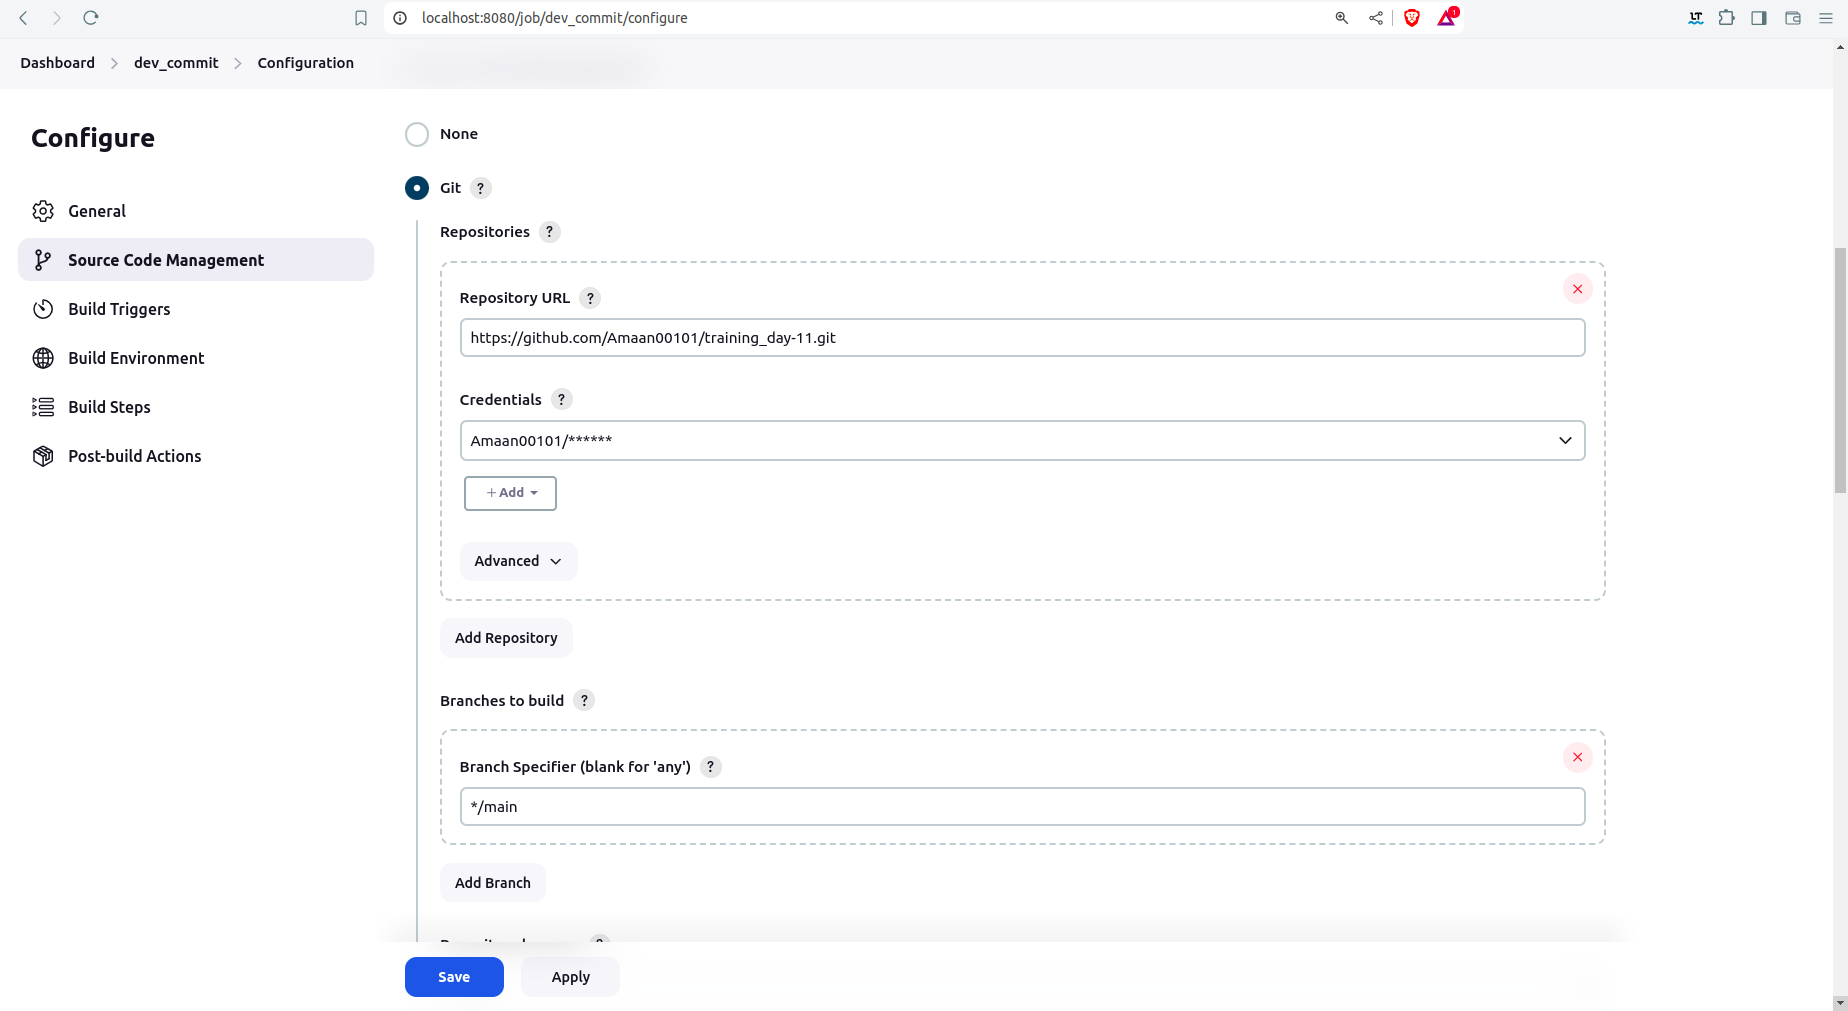 localhost:8080/job/dev_commit/configure
1
LT
Dashboard > dev_commit > Configuration
Configure
General
Source Code Management
Build Triggers
Build Environment
Build Steps
Post-build Actions
None
Git ?
Repositories ?
Repository URL ?
https://github.com/Amaan00101/training_day-11.git
Credentials ?
Amaan00101/******
+ Add
Advanced
Add Repository
Branches to build ?
Branch Specifier (blank for 'any') ?
*/main
Add Branch
Save
Apply